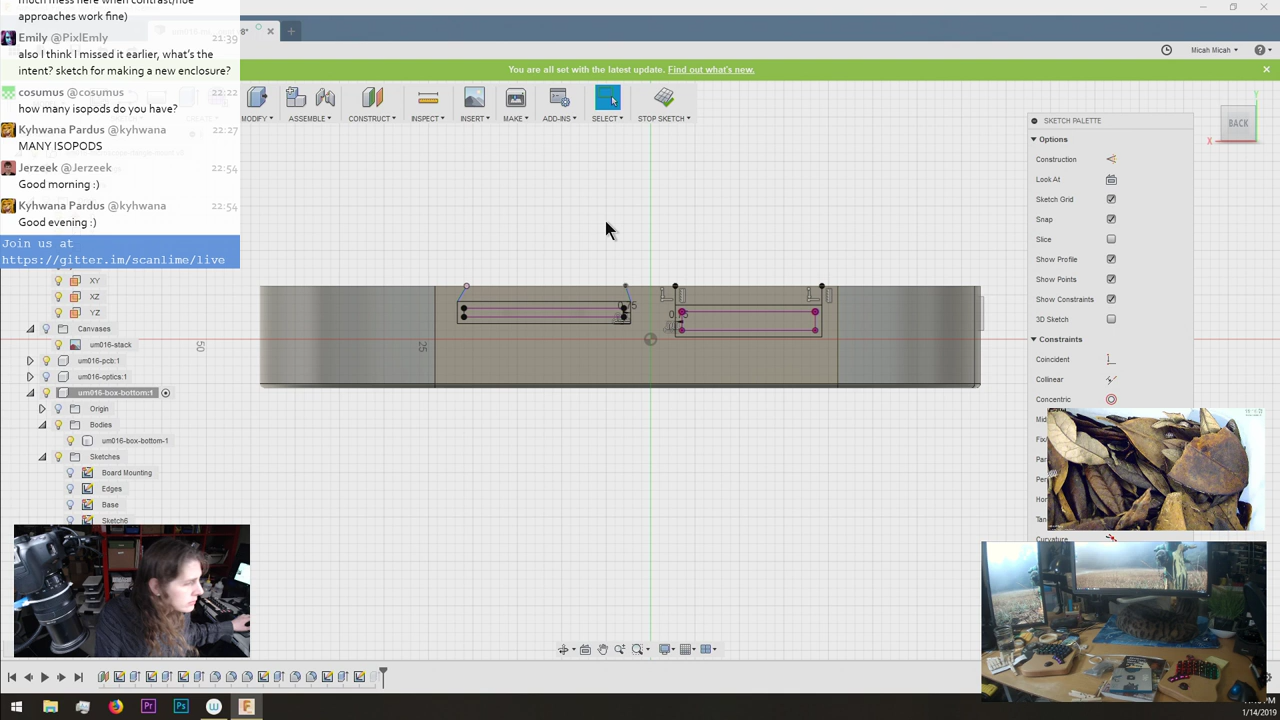 much mess here when contrast/hue
approaches work fine)
Emily @PixlEmly 21:39
also I think I missed it earlier, what's the
intent? sketch for making a new enclosure?
cosumus @cosumus 22:22
how many isopods do you have?
Kyhwana Pardus @kyhwana 22:27
MANY ISOPODS
Jerzeek @Jerzeek 22:54
Good morning :)
Kyhwana Pardus @kyhwana 22:54
Good evening :)
Join us at
https://gitter.im/scanlime/live
Micah Micah
You are all set with the latest update. Find out what's new.
MODIFY ASSEMBLE CONSTRUCT INSPECT INSERT MAKE ADD-INS SELECT STOP SKETCH
SKETCH PALETTE
Options
Construction
Look At
Sketch Grid
Snap
Slice
Show Profile
Show Points
Show Constraints
3D Sketch
Constraints
Coincident
Collinear
Concentric
Curvature
BACK
X
Y
XY
XZ
YZ
Canvases
um016-stack
um016-pcb:1
um016-optics:1
um016-box-bottom:1
Origin
Bodies
um016-box-bottom-1
Sketches
Board Mounting
Edges
Base
Sketch6
50
25
1/14/2019